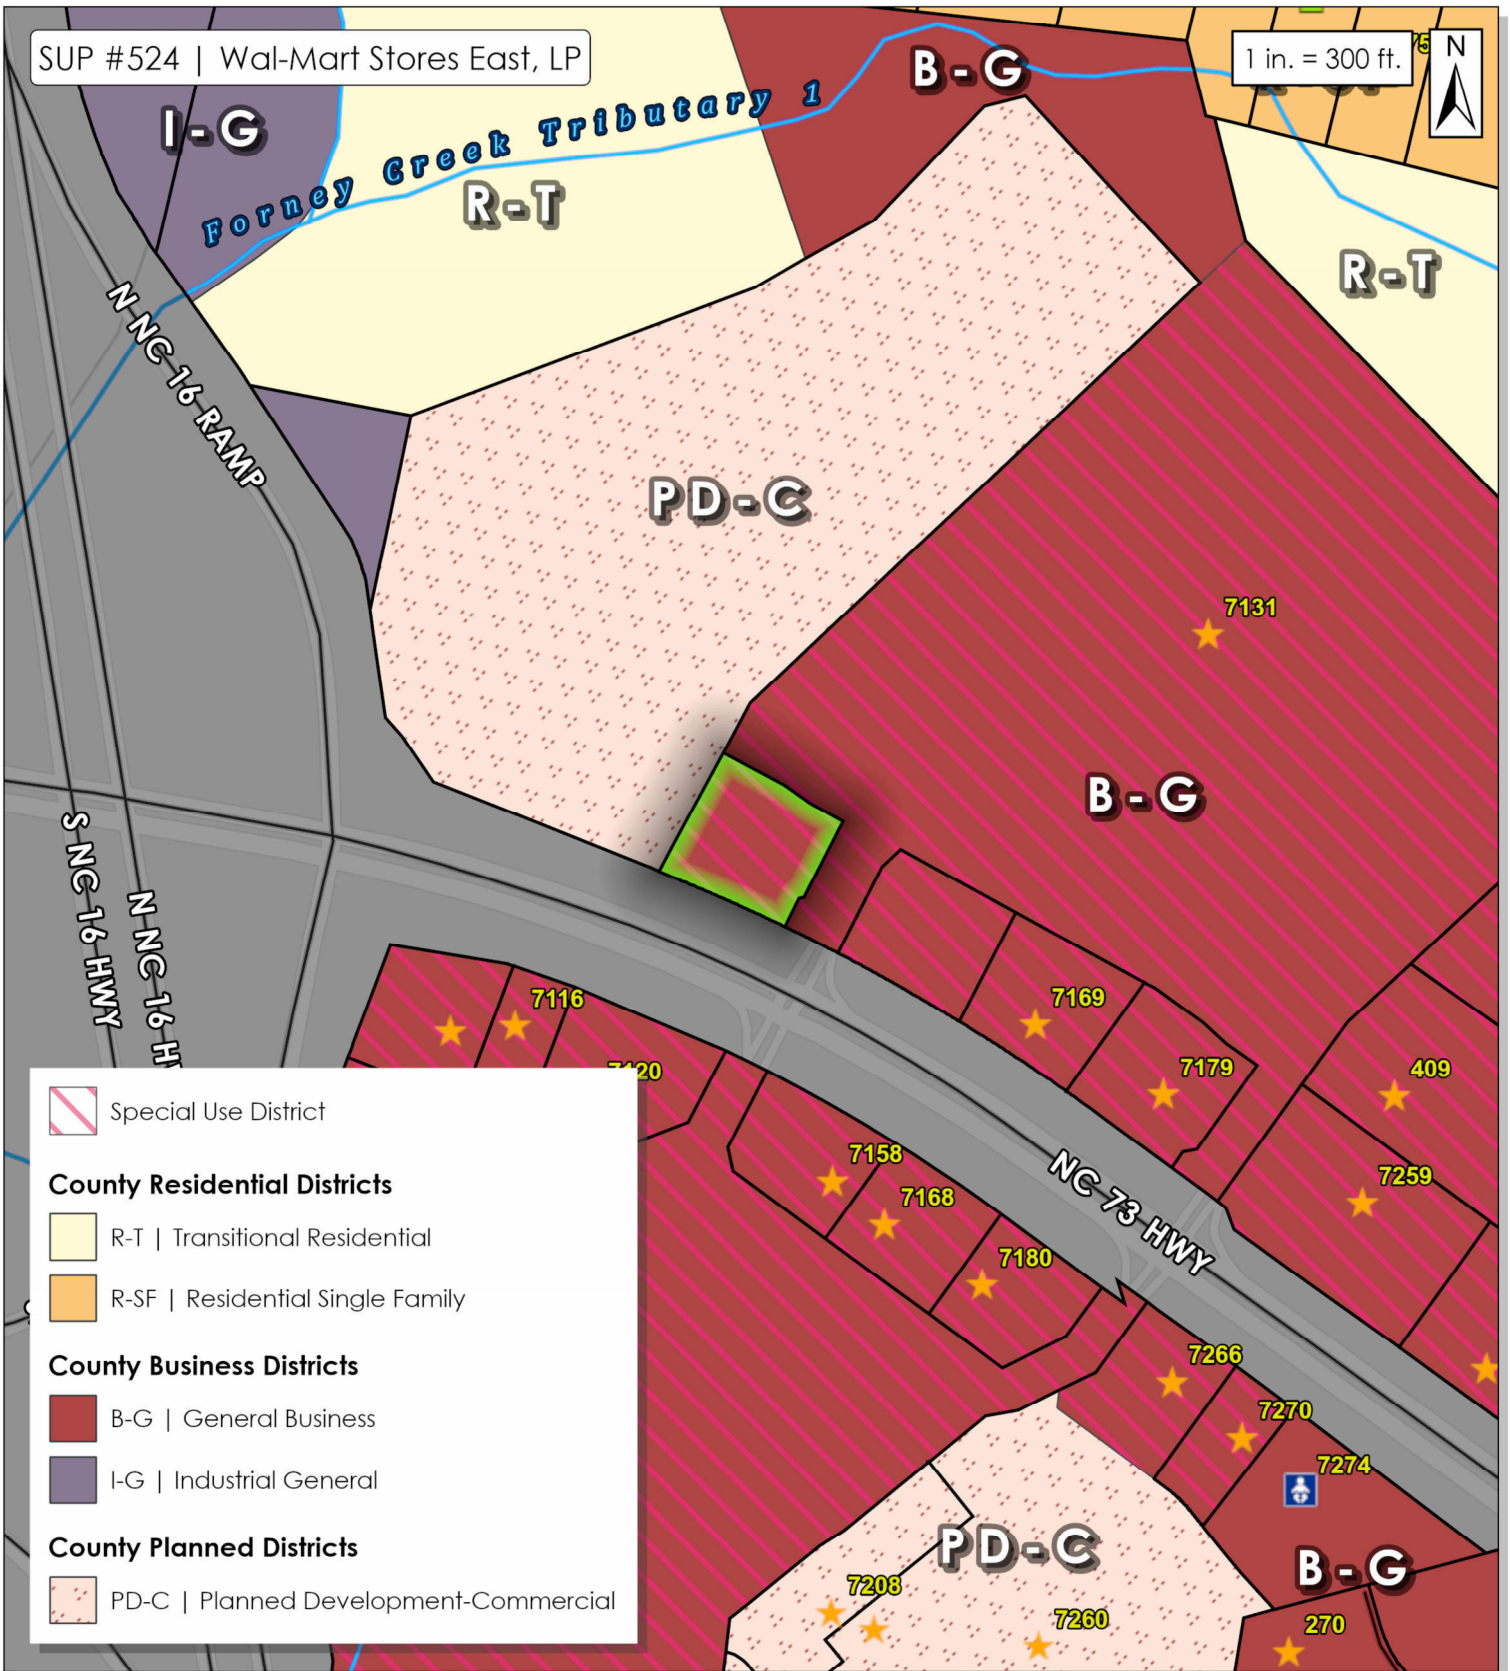 SUP #524 | Wal-Mart Stores East, LP
1 in. = 300 ft.
N
B - G
I - G
Forney Creek Tributary 1
R - T
R - T
N NC 16 RAMP
PD - C
7131
B - G
S NC 16 HWY
N NC 16
7116
7169
7120
7179
409
7158
7259
7168
NC 73 HWY
7180
7266
7270
7274
PD - C
B - G
7208
7260
270
Special Use District
County Residential Districts
R-T | Transitional Residential
R-SF | Residential Single Family
County Business Districts
B-G | General Business
I-G | Industrial General
County Planned Districts
PD-C | Planned Development-Commercial